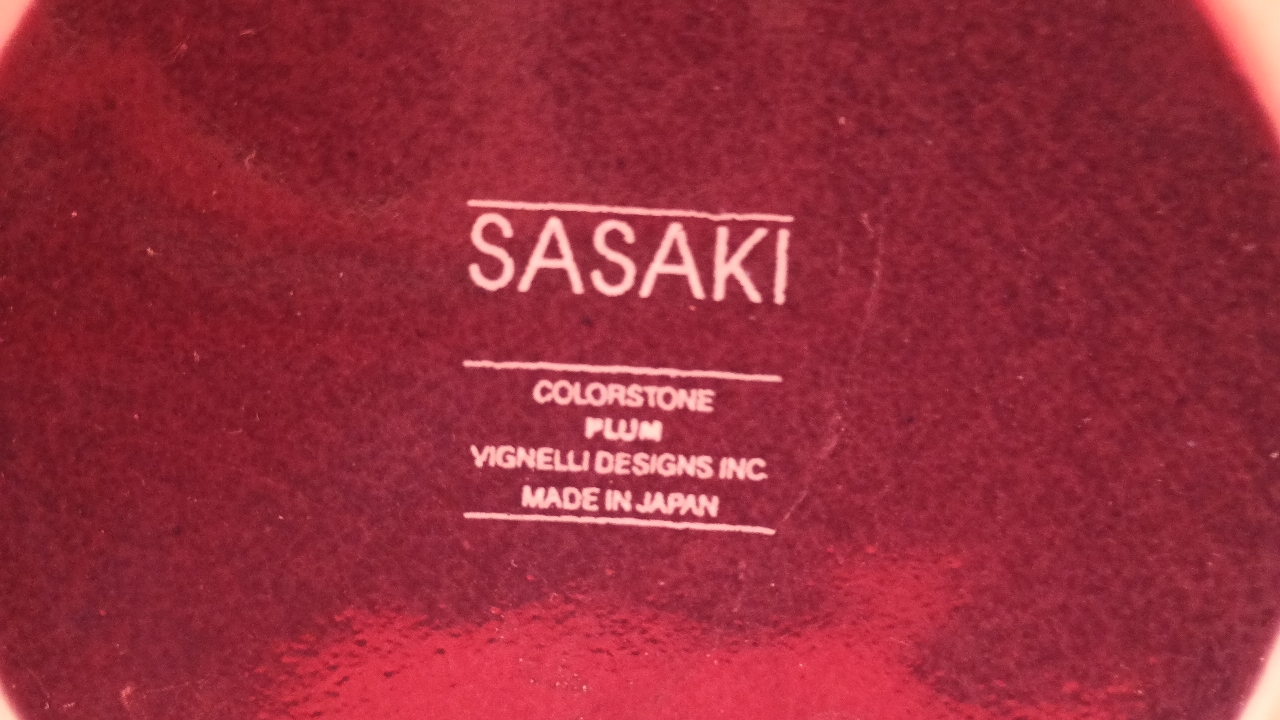 SASAKI
COLORSTONE
PLUM
VIGNELLI DESIGNS INC.
MADE IN JAPAN